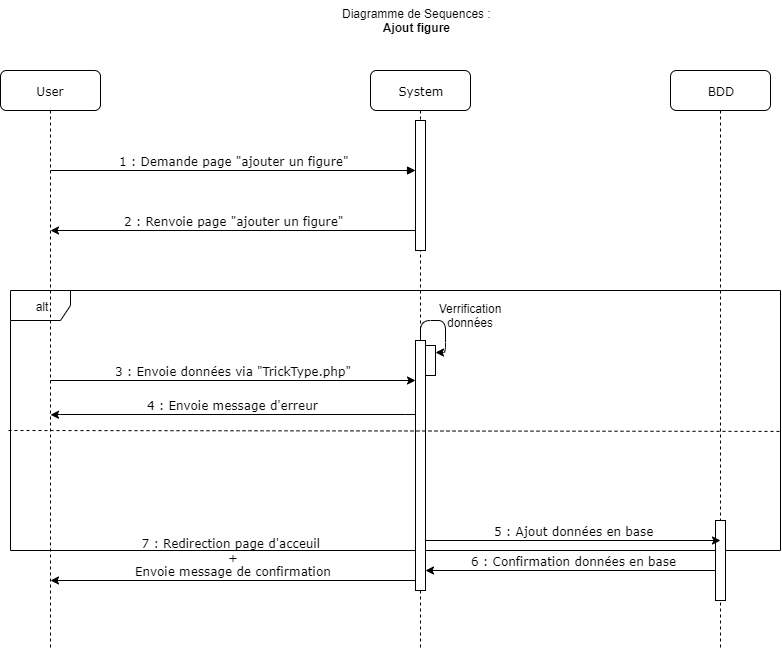 Diagramme de Sequences :
Ajout figure
User
System
BDD
1 : Demande page "ajouter un figure"
2 : Renvoie page "ajouter un figure"
alt
Verrification
données
3 : Envoie données via "TrickType.php"
4 : Envoie message d'erreur
5 : Ajout données en base
7 : Redirection page d'acceuil
+
Envoie message de confirmation
6 : Confirmation données en base